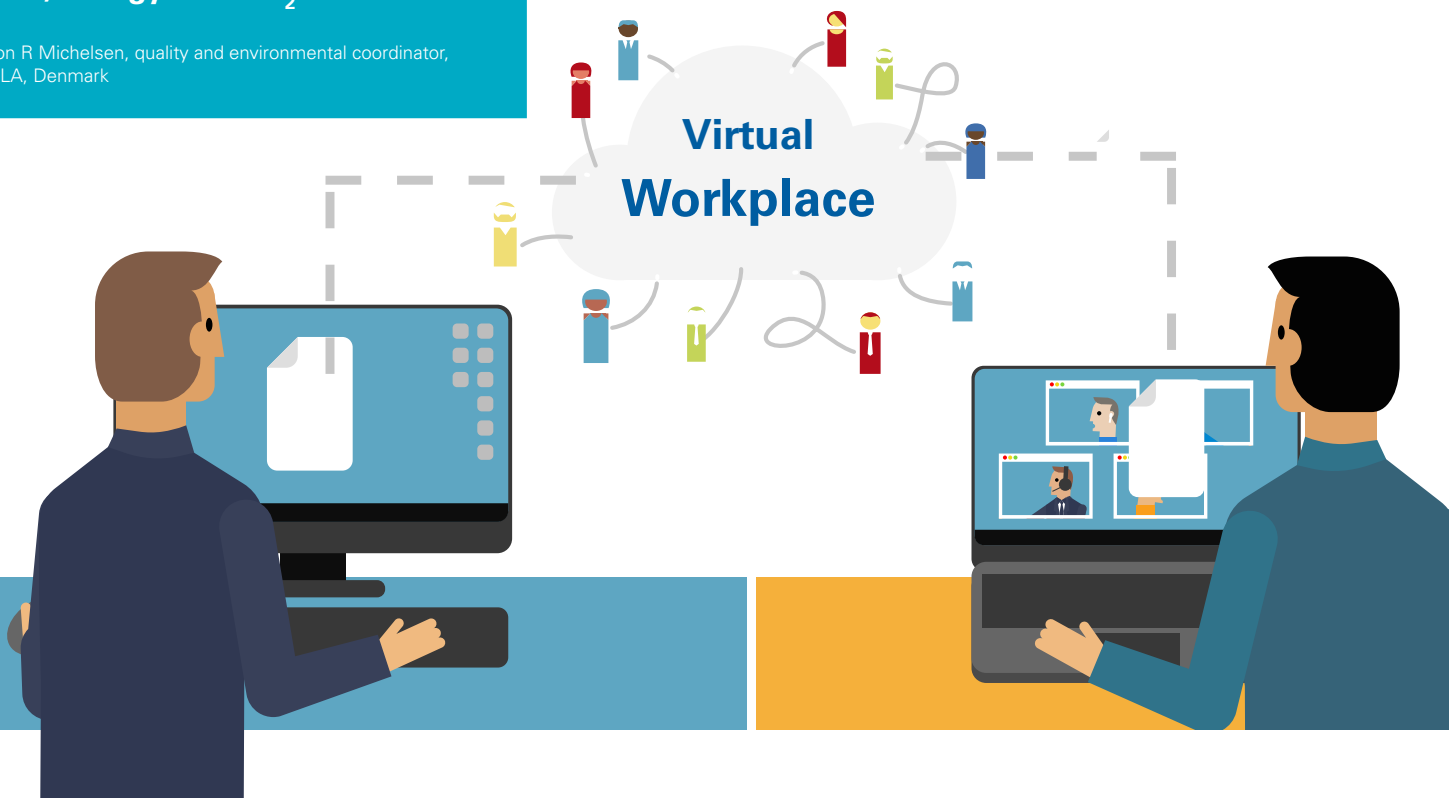 on R Michelsen, quality and environmental coordinator,
LA, Denmark
Virtual
Workplace